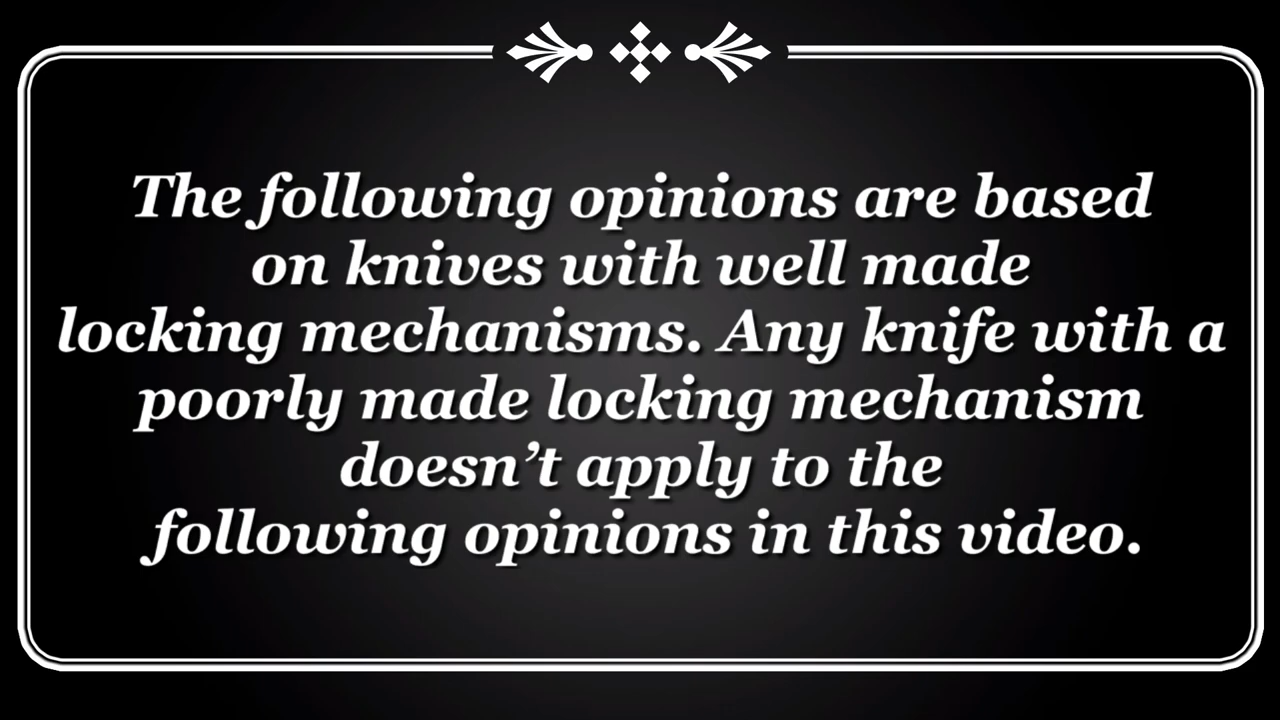 The following opinions are based
on knives with well made
locking mechanisms. Any knife with a
poorly made locking mechanism
doesn’t apply to the
following opinions in this video.